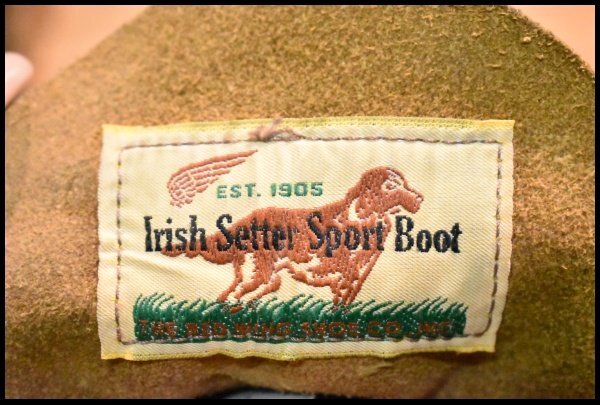 EST. 1905
Irish Setter Sport Boot
THE RED WING SHOE CO. INC.